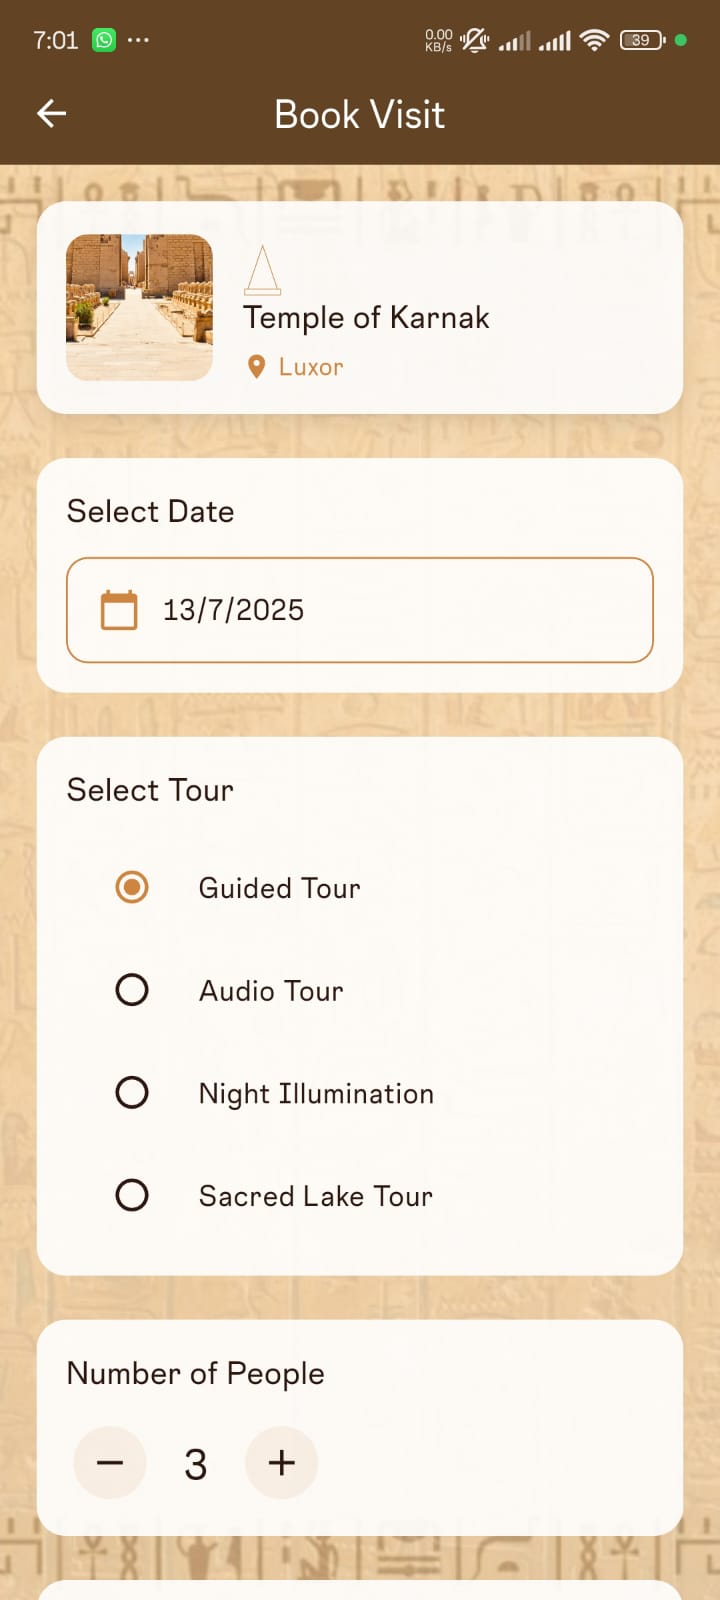 7:01
0.00
KB/s
39
Book Visit
Temple of Karnak
Luxor
Select Date
13/7/2025
Select Tour
Guided Tour
Audio Tour
Night Illumination
Sacred Lake Tour
Number of People
3